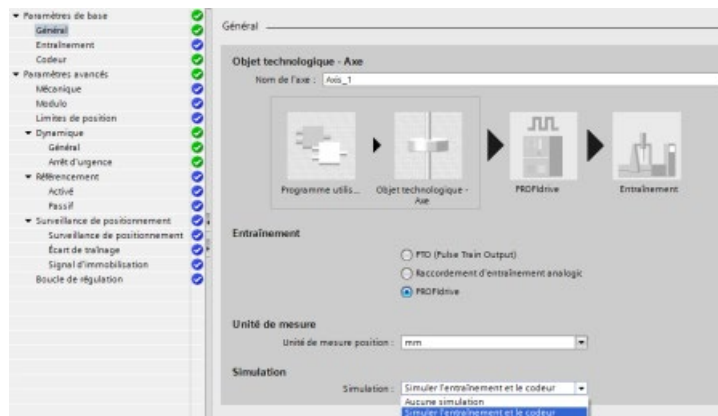 Paramètres de base
Général
Entraînement
Codeur
Paramètres avancés
Mécanique
Modulo
Limites de position
Dynamique
Général
Arrêt d'urgence
Référencement
Activé
Passif
Surveillance de positionnement
Surveillance de positionnement
Écart de traînage
Signal d'immobilisation
Boucle de régulation
Général
Objet technologique - Axe
Nom de l'axe : Axis_1
Programme utilis...
Objet technologique - Axe
PROFIdrive
Entraînement
Entraînement
PTO (Pulse Train Output)
Raccordement d'entraînement analogic
PROFIdrive
Unité de mesure
Unité de mesure position : mm
Simulation
Simulation : Simuler l'entraînement et le codeur
Aucune simulation
Simuler l'entraînement et le codeur